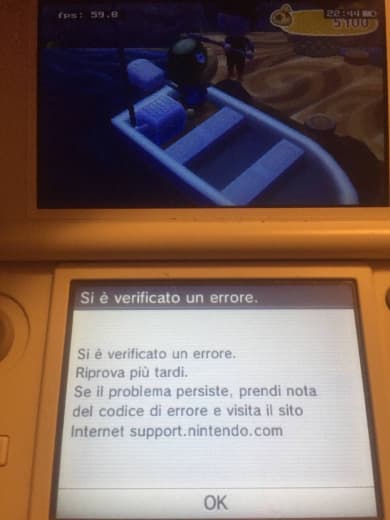 fps: 59.8
22:44
5100
Si è verificato un errore.
Si è verificato un errore.
Riprova più tardi.
Se il problema persiste, prendi nota
del codice di errore e visita il sito
Internet support.nintendo.com
OK